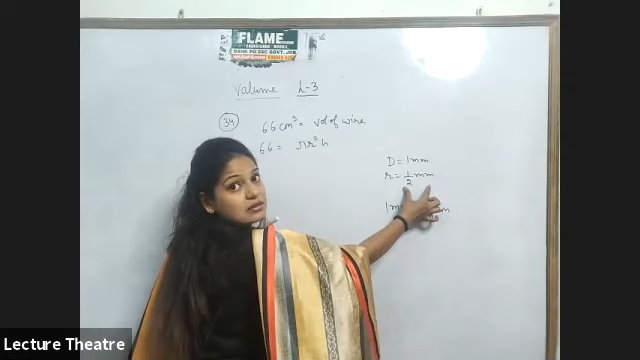 FLAME
BANK PO SSC GOVT. JOB
Valume L-3
34 66 cm³ = vol of wire
66 = πr²h
D = 1mm
r = 1/2 mm
Lecture Theatre